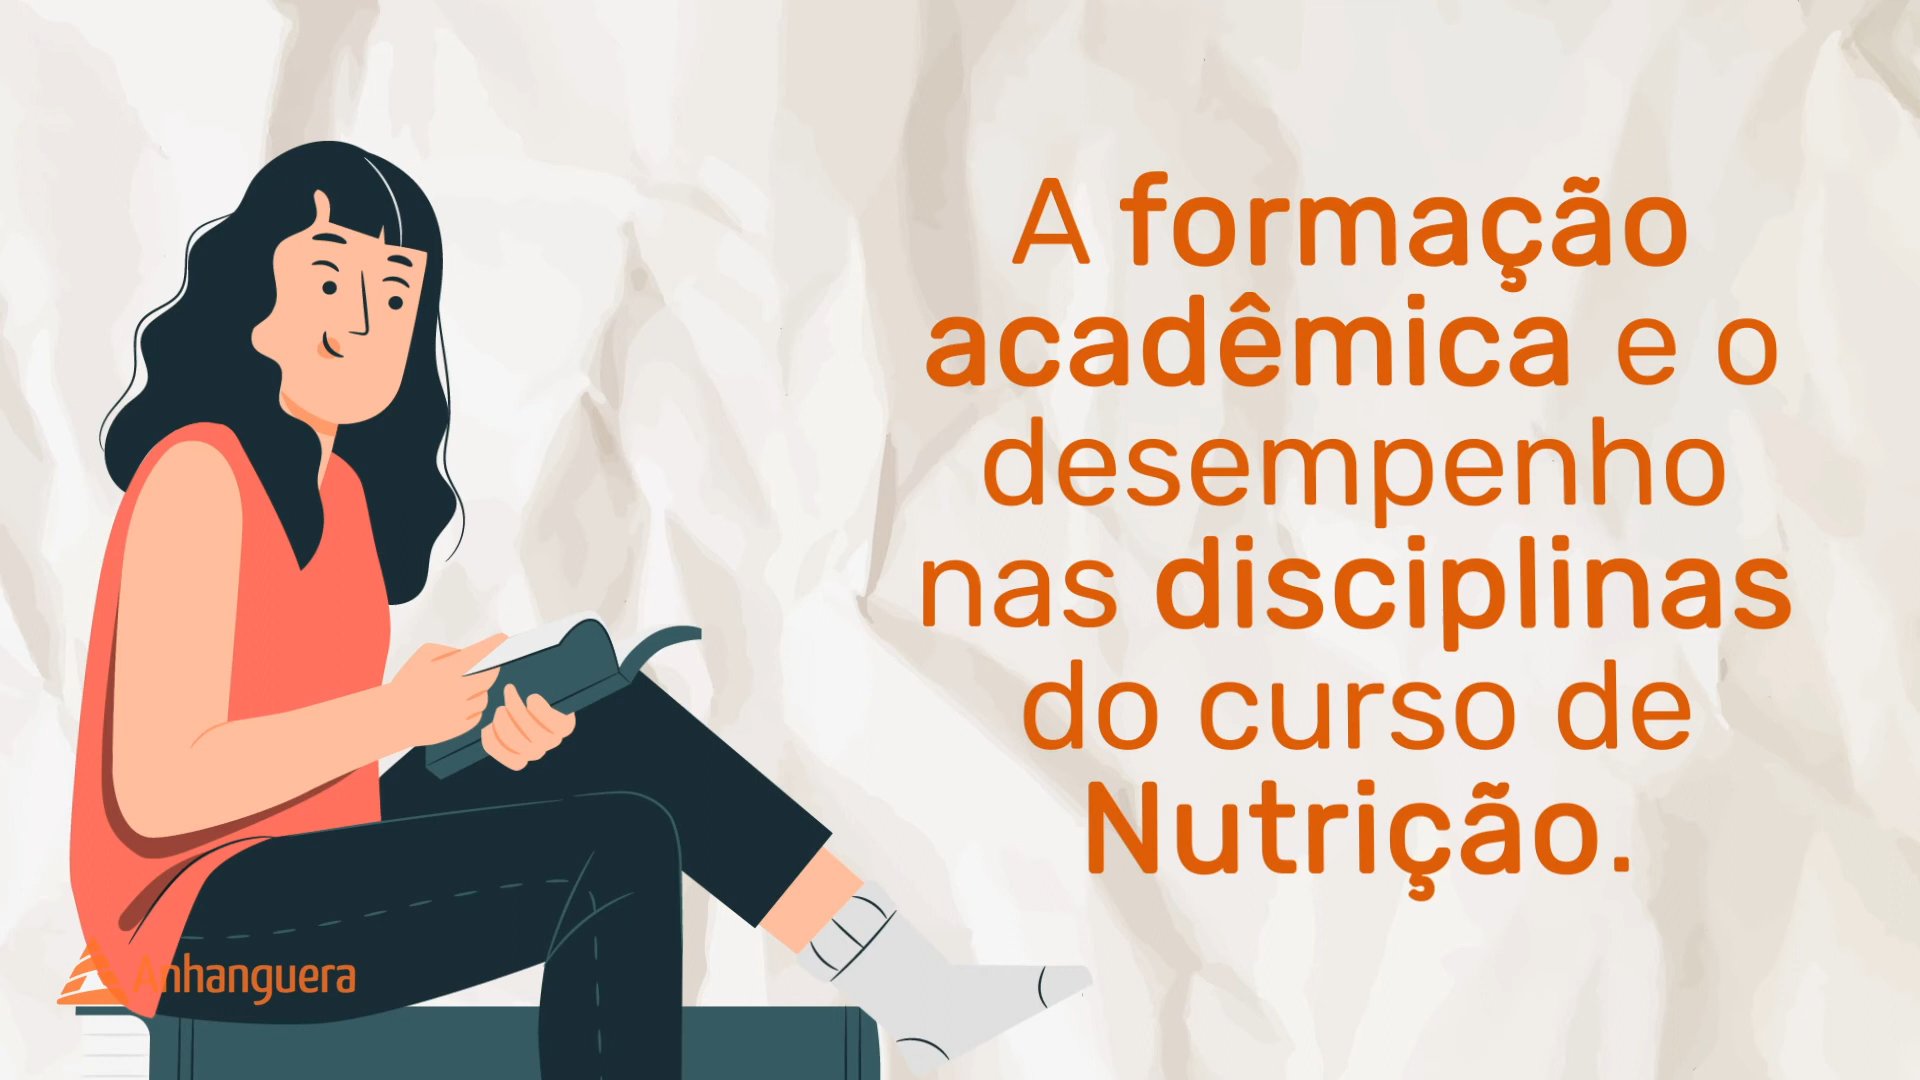 A formação
acadêmica e o
desempenho
nas disciplinas
do curso de
Nutrição.
Anhanguera